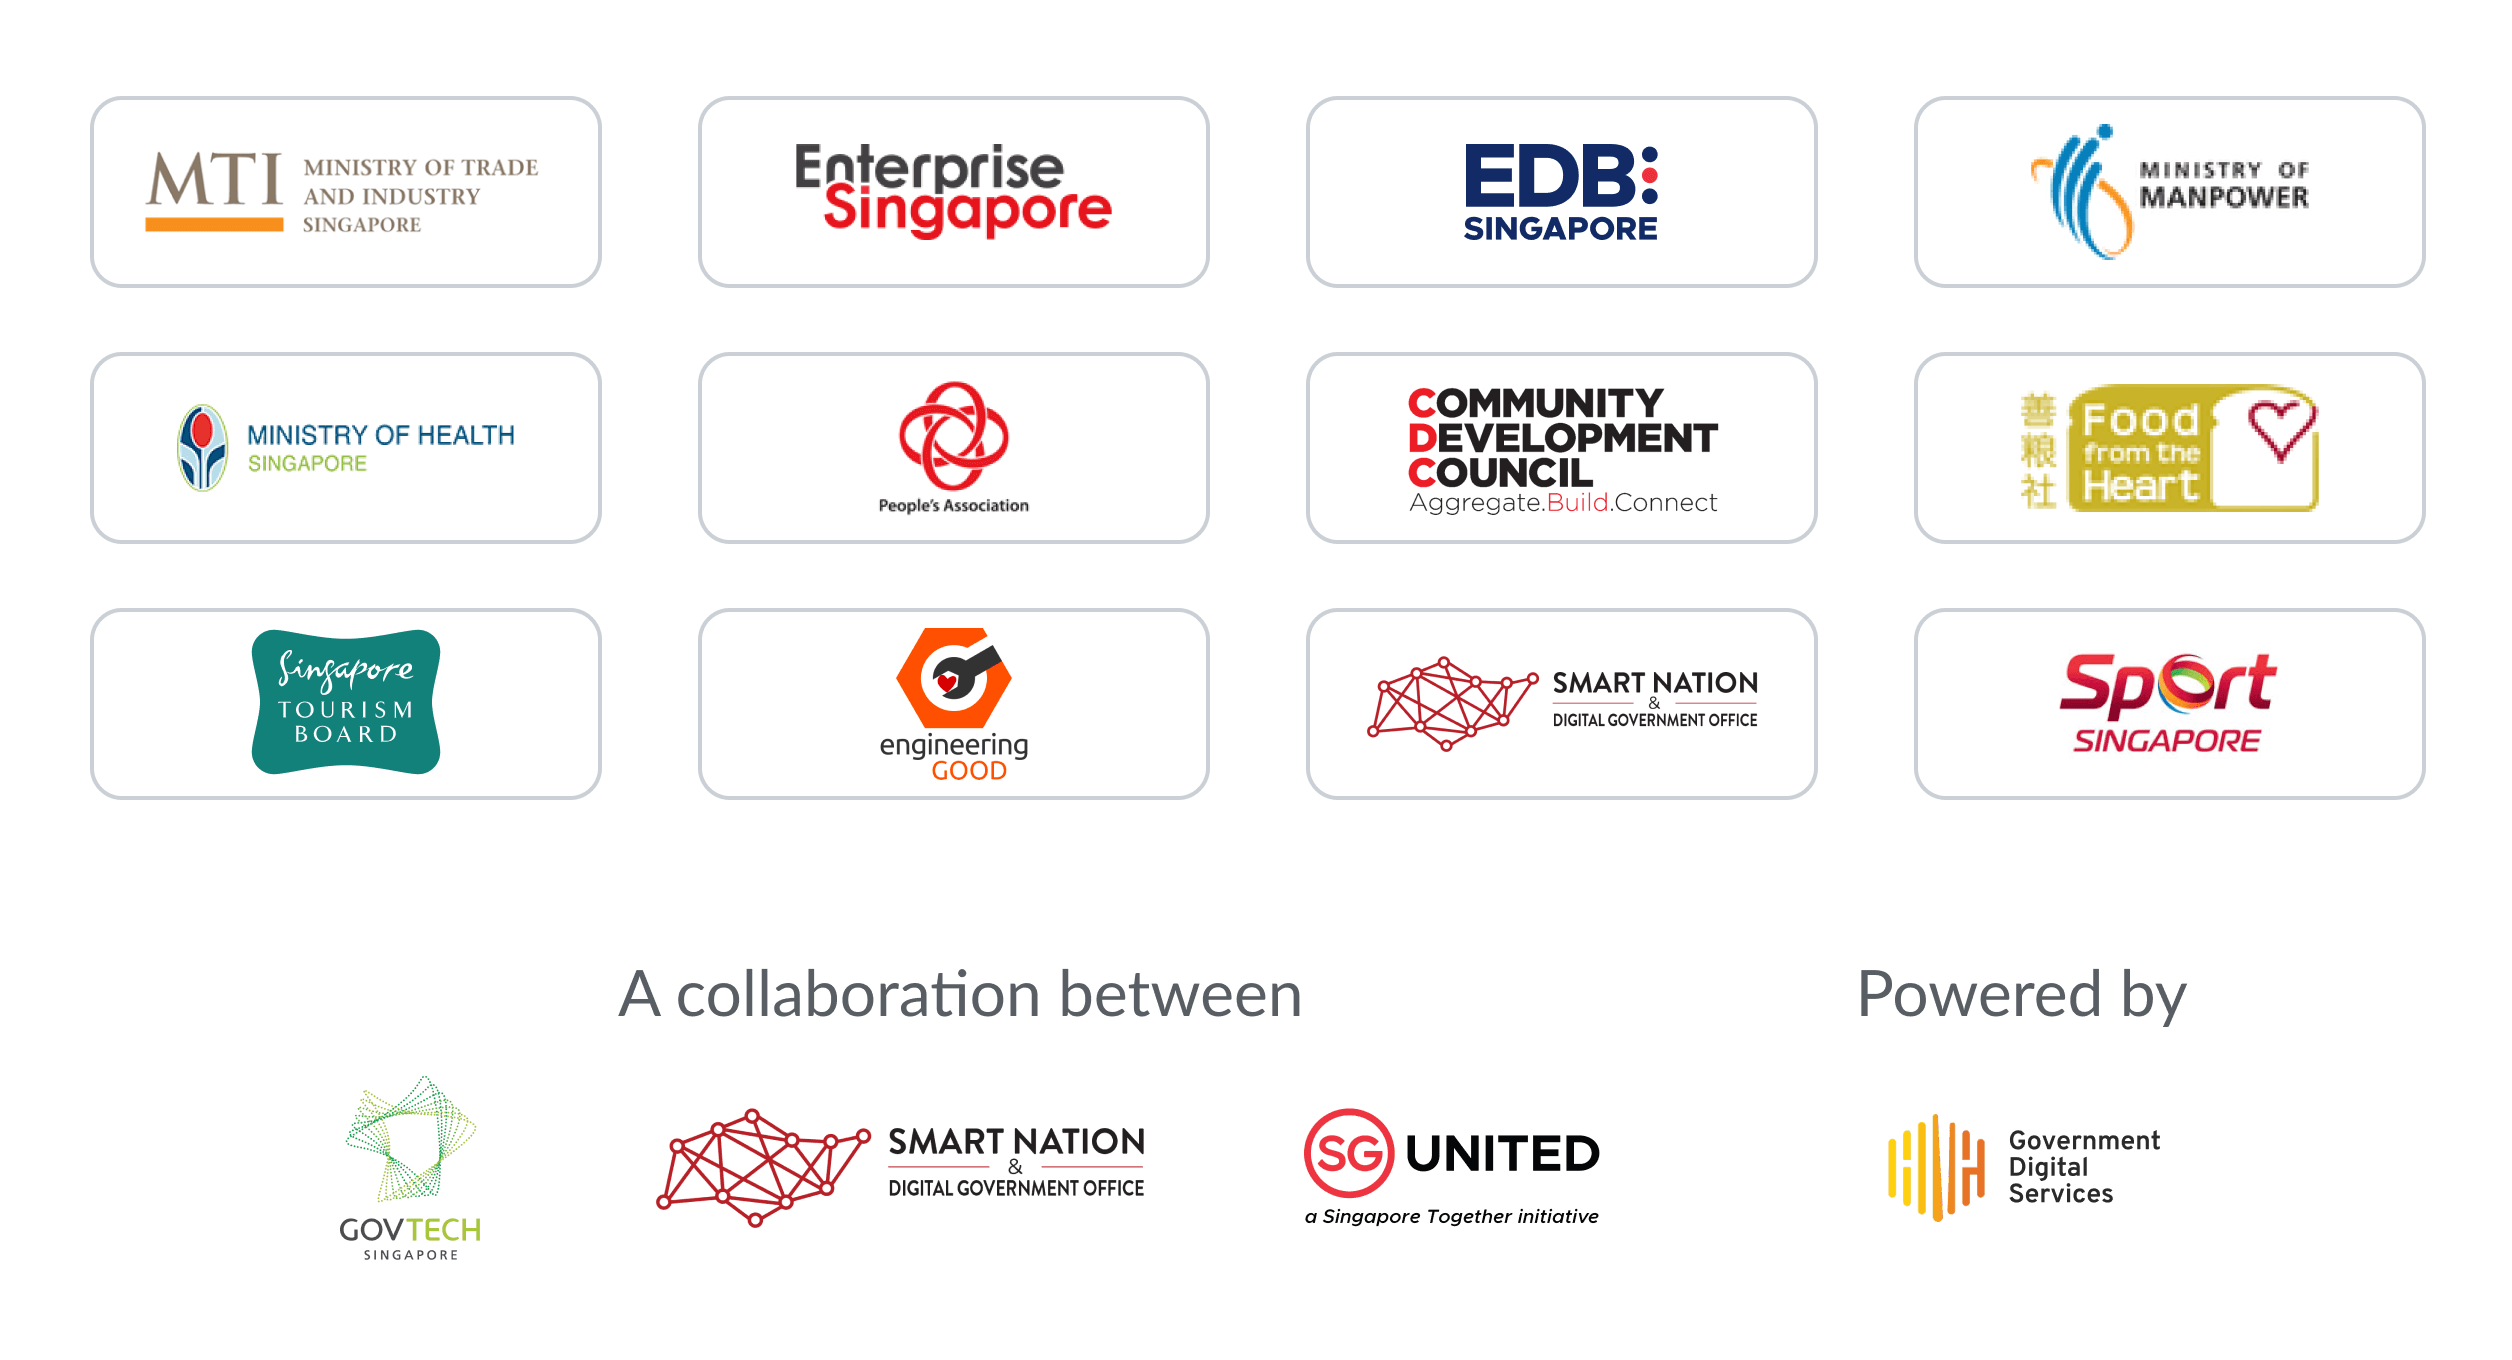 MTI
MINISTRY OF TRADE
AND INDUSTRY
SINGAPORE
Enterprise
Singapore
EDB
SINGAPORE
MINISTRY OF
MANPOWER
MINISTRY OF HEALTH
SINGAPORE
People's Association
COMMUNITY
DEVELOPMENT
COUNCIL
Aggregate.Build.Connect
善粮社
Food
from the
Heart
Singapore
TOURISM
BOARD
engineering
GOOD
SMART NATION
&
DIGITAL GOVERNMENT OFFICE
Sport
SINGAPORE
A collaboration between
Powered by
GOVTECH
SINGAPORE
SMART NATION
&
DIGITAL GOVERNMENT OFFICE
SG UNITED
a Singapore Together initiative
Government
Digital
Services